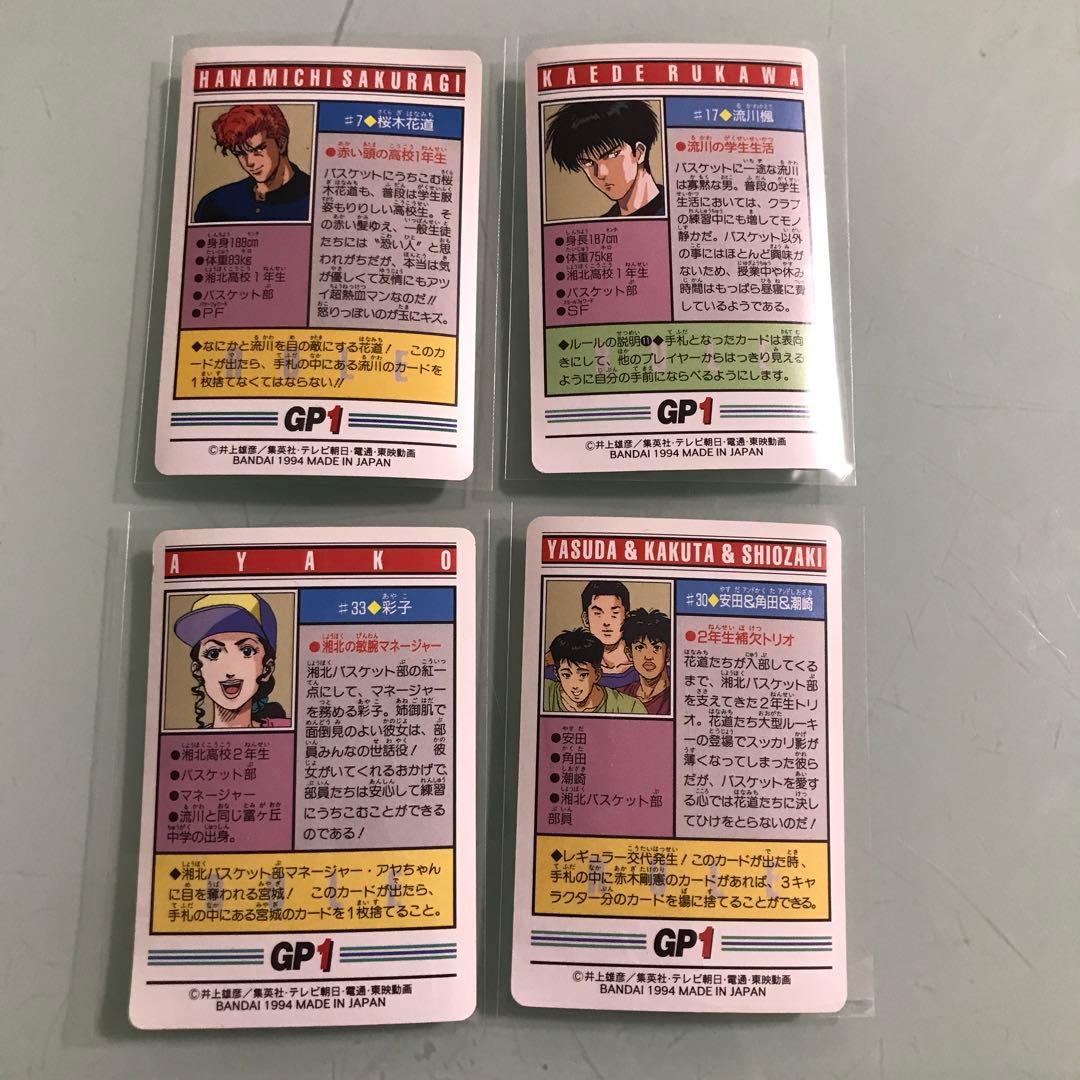 HANAMICHI SAKURAGI
♯7◆桜木花道
●赤い頭の高校1年生
バスケットにうちこむ桜
木花道も、普段は学生服
姿もりりしい高校生。そ
の赤い髪ゆえ、一般生徒
たちには〝恐い人〟と思
われがちだが、本当は気
が優しくて友情にもアツ
イ超熱血マンなのだ!!
怒りっぽいのが玉にキズ。
●身身188cm
●体重83kg
●湘北高校1年生
●バスケット部
●PF
◆なにかと流川を目の敵にする花道! このカ
ードが出たら、手札の中にある流川のカードを
1枚捨てなくてはならない!!
GP1
©井上雄彦/集英社・テレビ朝日・電通・東映動画
BANDAI 1994 MADE IN JAPAN
KAEDE RUKAWA
♯17◆流川楓
●流川の学生生活
バスケットに一途な流川
は寡黙な男。普段の学生
生活においては、クラブ
の練習中にも増してモノ
静かだ。バスケット以外
の事にはほとんど興味が
ないため、授業中や休み
時間はもっぱら昼寝に費
しているようである。
●身長187cm
●体重75kg
●湘北高校1年生
●バスケット部
●SF
◆ルールの説明⓫◆手札となったカードは表向
きにして、他のプレイヤーからはっきり見える
ように自分の手前にならべるようにします。
GP1
©井上雄彦/集英社・テレビ朝日・電通・東映動画
BANDAI 1994 MADE IN JAPAN
AYAKO
♯33◆彩子
●湘北の敏腕マネージャー
湘北バスケット部の紅一
点にして、マネージャー
を務める彩子。姉御肌で
面倒見のよい彼女は、部
員みんなの世話役! 彼
女がいてくれるおかげで、
部員たちは安心して練習
にうちこむことができる
のである!
●湘北高校2年生
●バスケット部
●マネージャー
●流川と同じ富ヶ丘
中学の出身。
◆湘北バスケット部マネージャー・アヤちゃん
に目を奪われる宮城! このカードが出たら、
手札の中にある宮城のカードを1枚捨てること。
GP1
©井上雄彦/集英社・テレビ朝日・電通・東映動画
BANDAI 1994 MADE IN JAPAN
YASUDA & KAKUTA & SHIOZAKI
♯30◆安田&角田&潮崎
●2年生補欠トリオ
花道たちが入部してくる
まで、湘北バスケット部
を支えてきた2年生トリ
オ。花道たち大型ルーキ
ーの登場でスッカリ影が
薄くなってしまった彼ら
だが、バスケットを愛す
る心では花道たちに決し
てひけをとらないのだ!
●安田
●角田
●潮崎
●湘北バスケット部
部員
◆レギュラー交代発生! このカードが出た時、
手札の中に赤木剛憲のカードがあれば、3キャ
ラクター分のカードを場に捨てることができる。
GP1
©井上雄彦/集英社・テレビ朝日・電通・東映動画
BANDAI 1994 MADE IN JAPAN